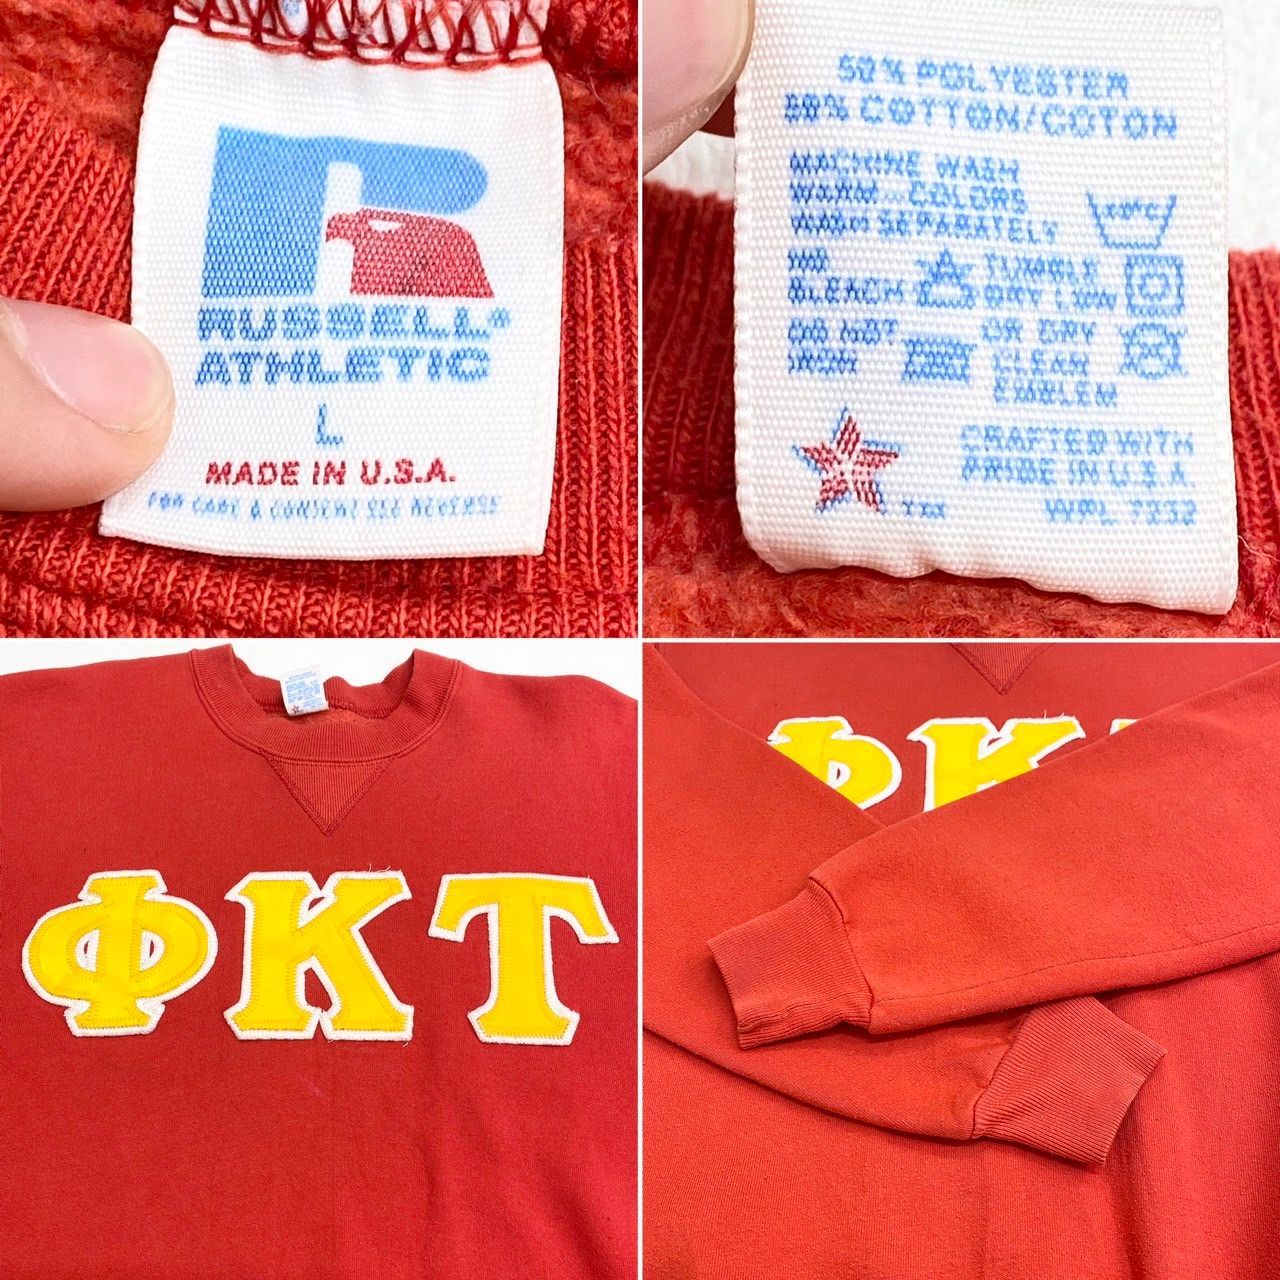 RUSSELL®
ATHLETIC
L
MADE IN U.S.A.
FOR CARE & CONTENT SEE REVERSE
50% POLYESTER
50% COTTON/COTON
MACHINE WASH
WARM COLORS
WASH SEPARATELY
NO
BLEACH
TUMBLE
DRY LOW
DO NOT
IRON
OR DRY
CLEAN
EMBLEM
CRAFTED WITH
PRIDE IN U.S.A
WPL 7232
ΦΚΤ
ΦΚ